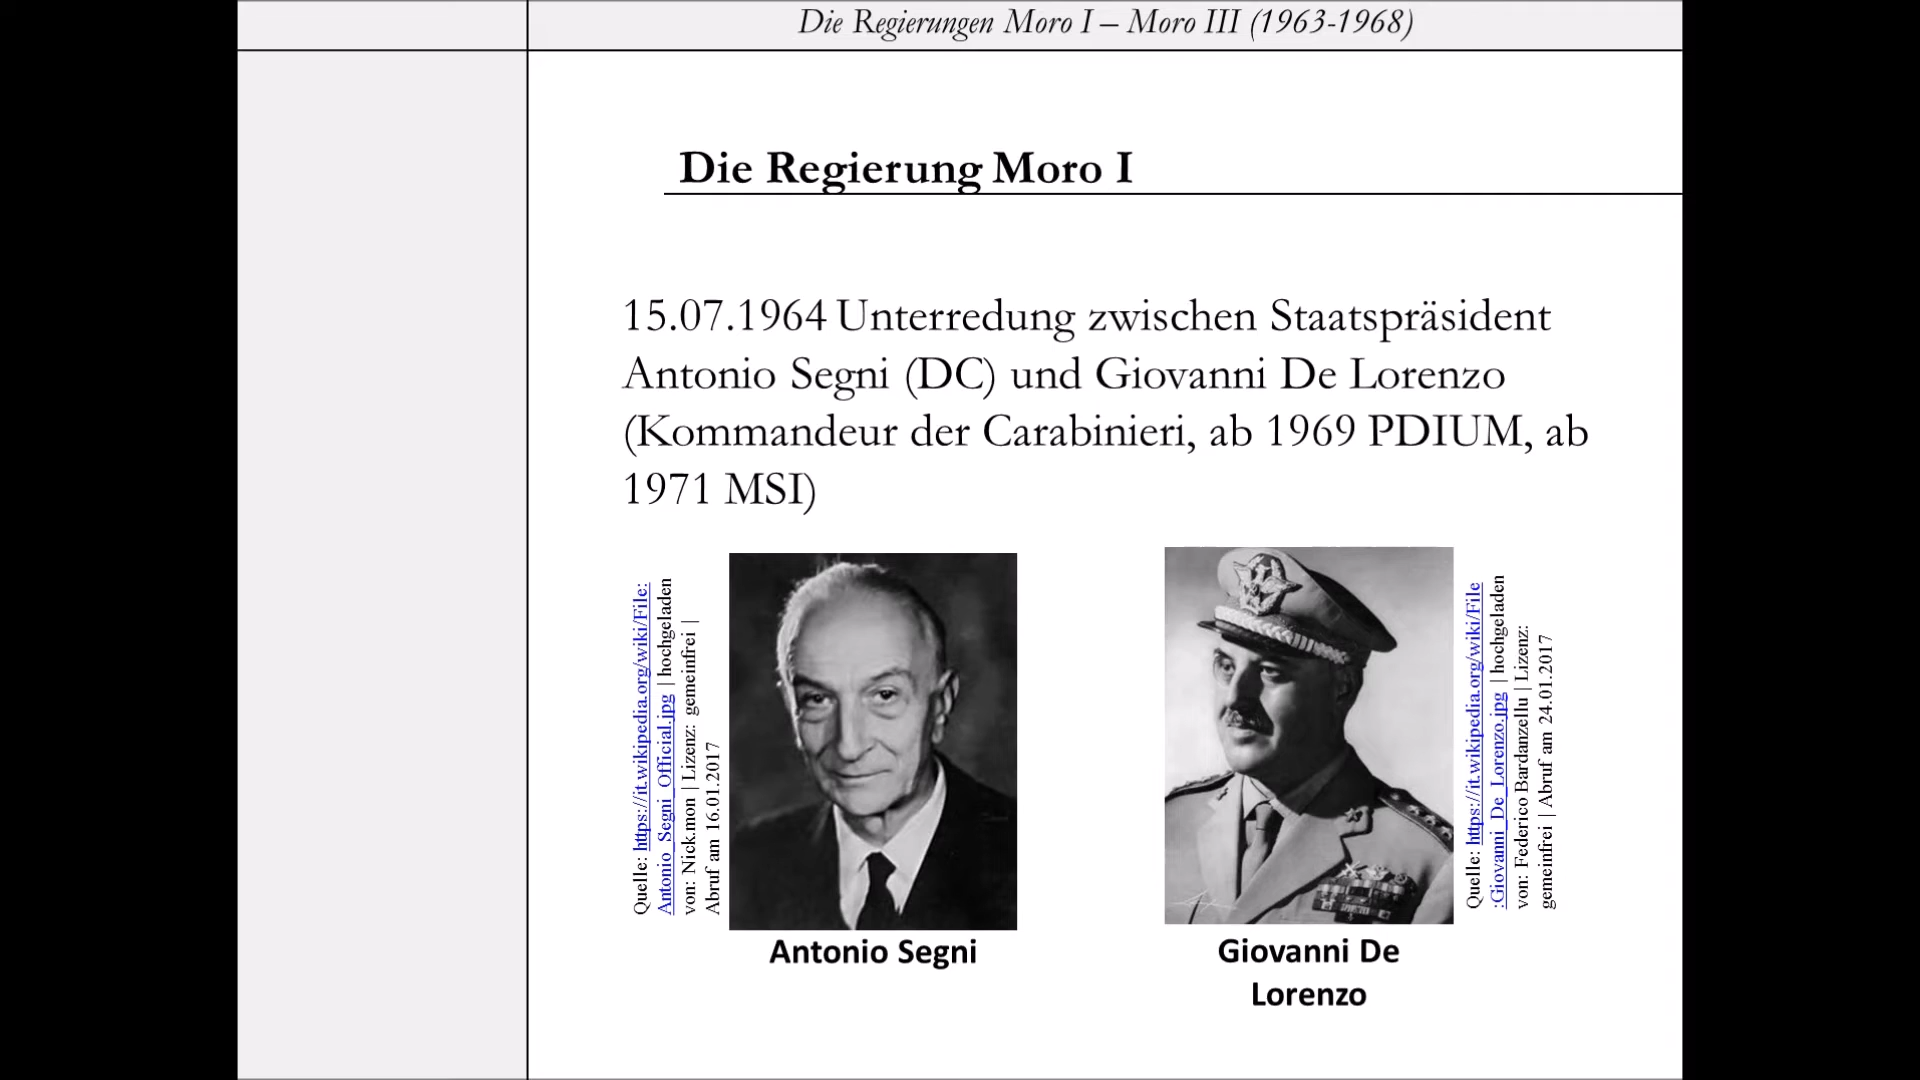 Die Regierungen Moro I – Moro III (1963-1968)
Die Regierung Moro I
15.07.1964 Unterredung zwischen Staatspräsident
Antonio Segni (DC) und Giovanni De Lorenzo
(Kommandeur der Carabinieri, ab 1969 PDIUM, ab
1971 MSI)
Quelle: https://it.wikipedia.org/wiki/File:
Antonio_Segni_Official.jpg | hochgeladen
von: Nick.mon | Lizenz: gemeinfrei |
Abruf am 16.01.2017
Antonio Segni
Quelle: https://it.wikipedia.org/wiki/File
:Giovanni_De_Lorenzo.jpg | hochgeladen
von: Federico Bardanzellu | Lizenz:
gemeinfrei | Abruf am 24.01.2017
Giovanni De
Lorenzo